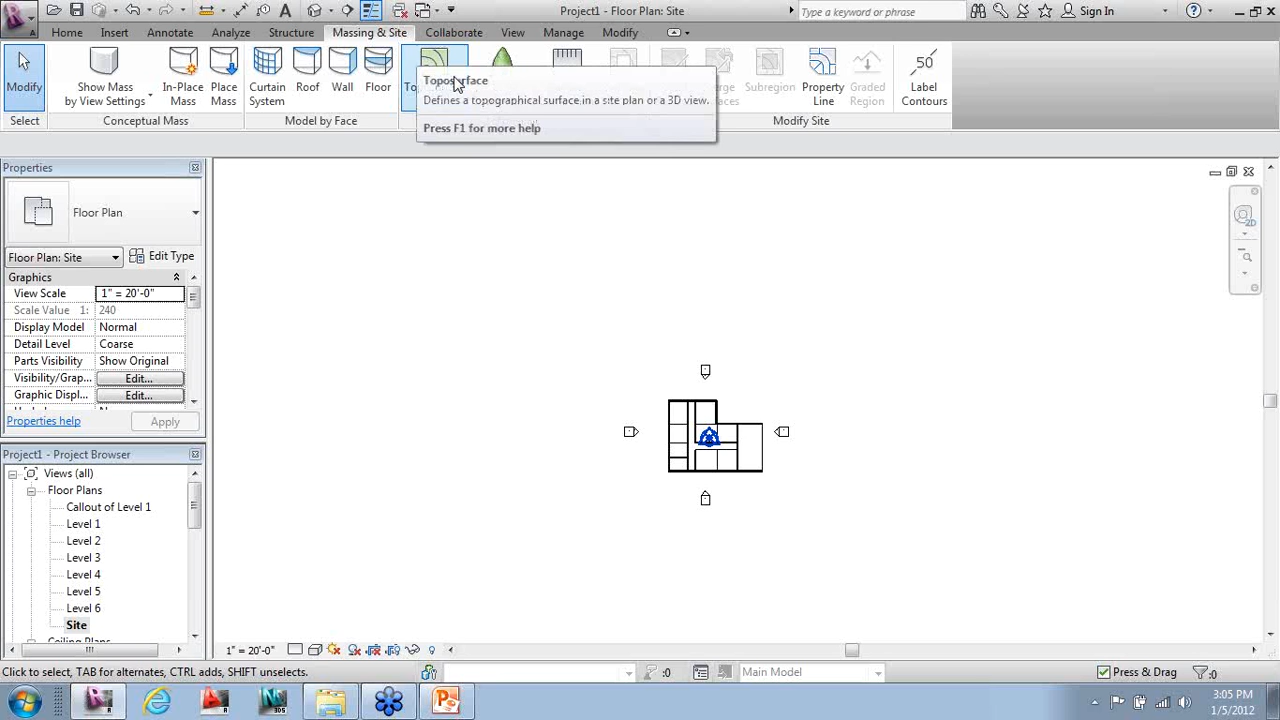 Project1 - Floor Plan: Site
Type a keyword or phrase
Sign In
Home Insert Annotate Analyze Structure Massing & Site Collaborate View Manage Modify
Modify
Show Mass
by View Settings
In-Place
Mass
Place
Mass
Curtain
System
Roof
Wall
Floor
Subregion
Property
Line
Graded
Region
50
Label
Contours
Select
Conceptual Mass
Model by Face
Modify Site
Toposurface
Defines a topographical surface in a site plan or a 3D view.
Press F1 for more help
Properties
Floor Plan
Floor Plan: Site
Edit Type
Graphics
View Scale 1" = 20'-0"
Scale Value 1: 240
Display Model Normal
Detail Level Coarse
Parts Visibility Show Original
Visibility/Grap... Edit...
Graphic Displ... Edit...
Properties help
Apply
Project1 - Project Browser
Views (all)
Floor Plans
Callout of Level 1
Level 1
Level 2
Level 3
Level 4
Level 5
Level 6
Site
Ceiling Plans
2D
1" = 20'-0"
Click to select, TAB for alternates, CTRL adds, SHIFT unselects.
:0
Main Model
Press & Drag
:0
3:05 PM
1/5/2012